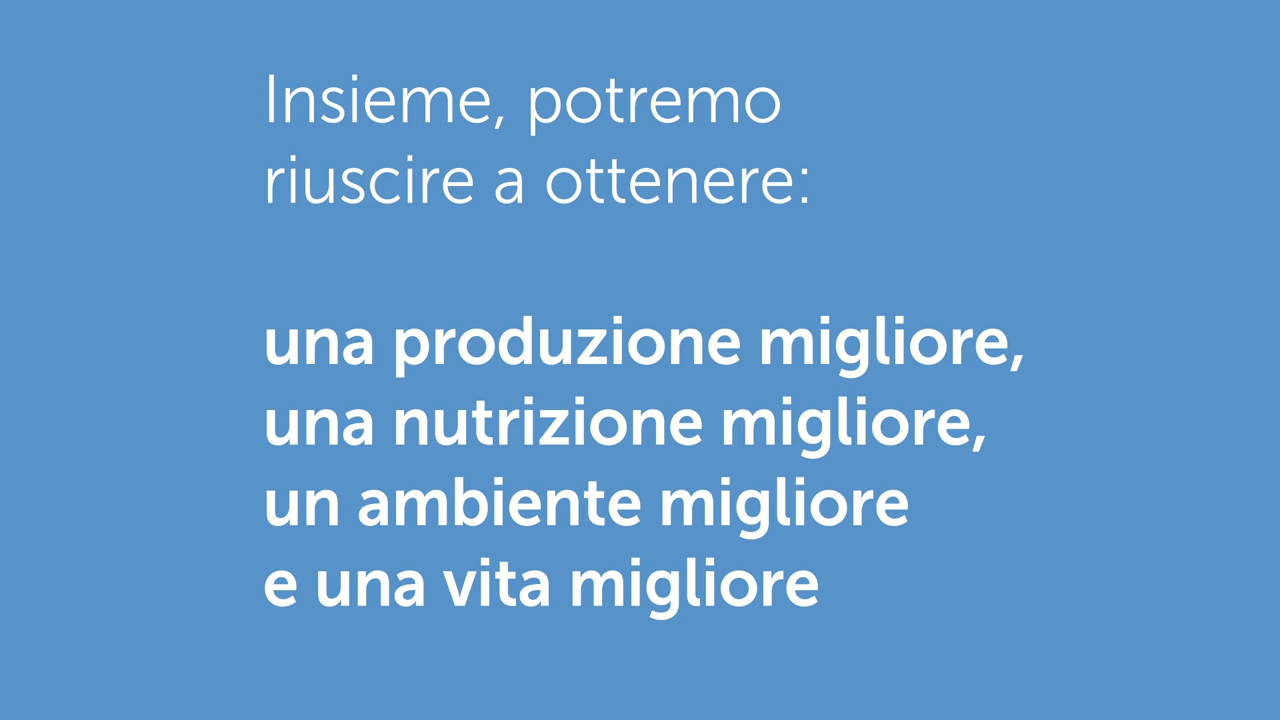 Insieme, potremo
riuscire a ottenere:
una produzione migliore,
una nutrizione migliore,
un ambiente migliore
e una vita migliore